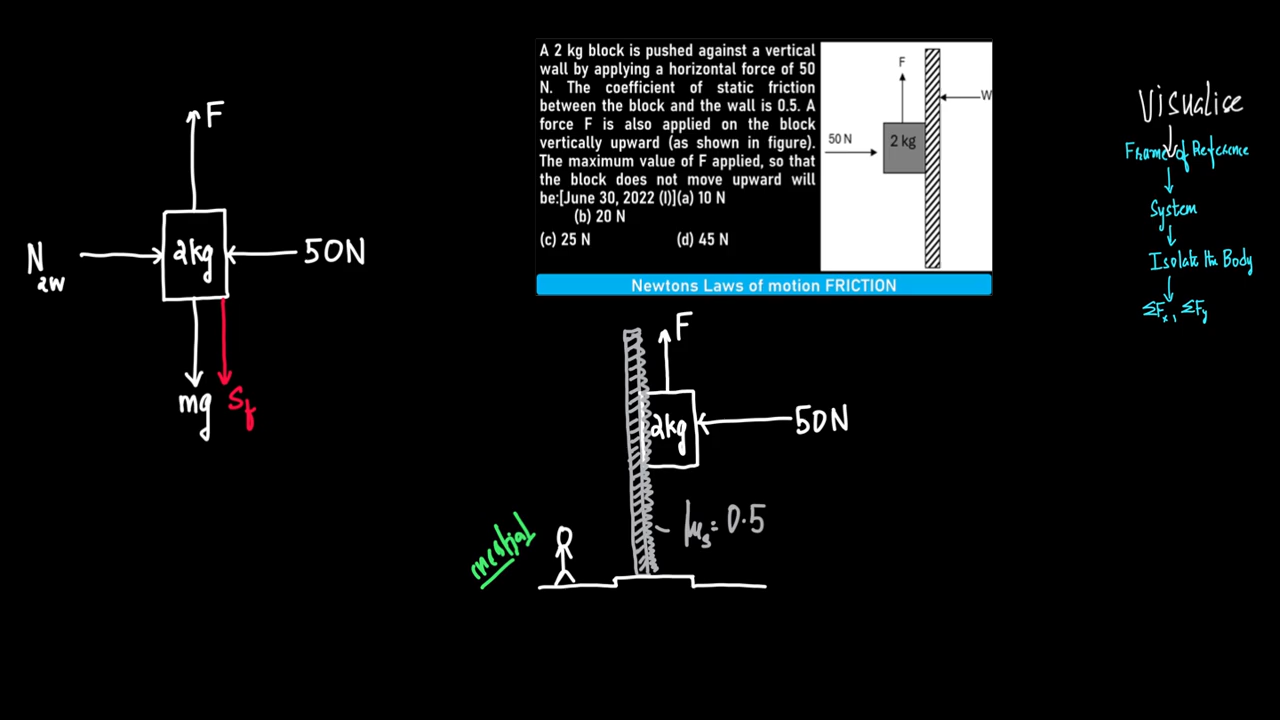 F
N
2W
2kg
50N
mg
Sf
A 2 kg block is pushed against a vertical
wall by applying a horizontal force of 50
N. The coefficient of static friction
between the block and the wall is 0.5. A
force F is also applied on the block
vertically upward (as shown in figure).
The maximum value of F applied, so that
the block does not move upward will
be:[June 30, 2022 (I)](a) 10 N
(b) 20 N
(c) 25 N (d) 45 N
F
W
50 N
2 kg
Newtons Laws of motion FRICTION
F
2kg
50N
μs = 0.5
inertial
Visualise
Frame of Reference
System
Isolate the Body
ΣFx, ΣFy